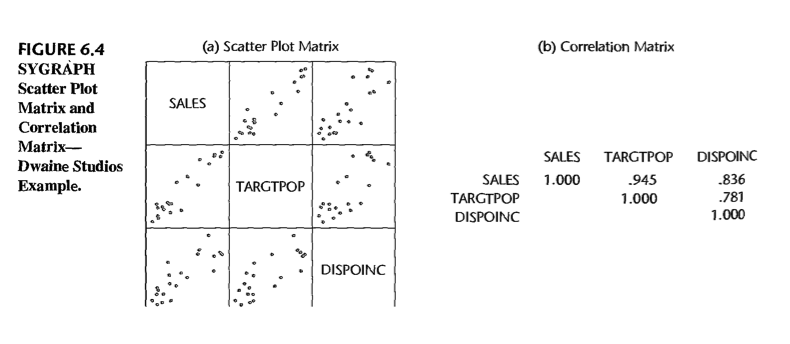 FIGURE 6.4
SYGRAPH
Scatter Plot
Matrix and
Correlation
Matrix—
Dwaine Studios
Example.
(a) Scatter Plot Matrix
SALES
TARGTPOP
DISPOINC
(b) Correlation Matrix
SALES TARGTPOP DISPOINC
SALES 1.000 .945 .836
TARGTPOP 1.000 .781
DISPOINC 1.000